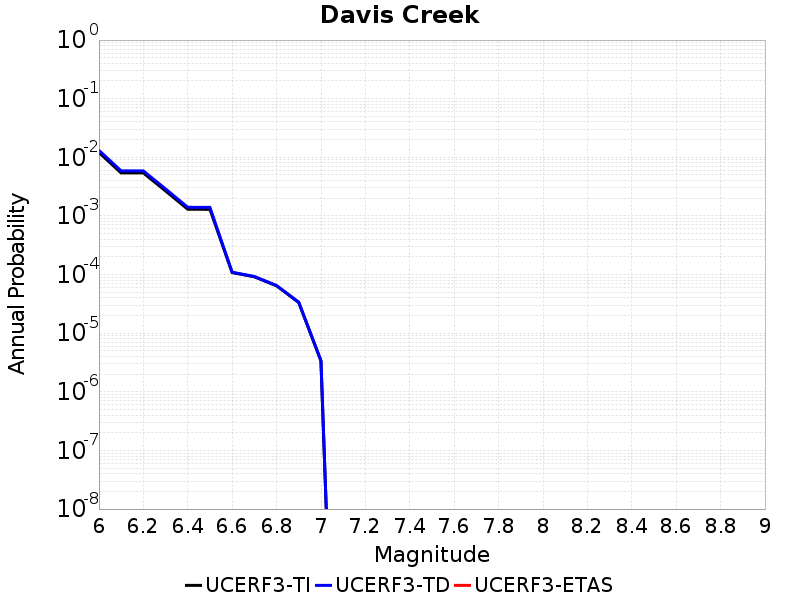 Davis Creek
10^0
10^-1
10^-2
10^-3
10^-4
10^-5
10^-6
10^-7
10^-8
Annual Probability
6 6.2 6.4 6.6 6.8 7 7.2 7.4 7.6 7.8 8 8.2 8.4 8.6 8.8 9
Magnitude
UCERF3-TI UCERF3-TD UCERF3-ETAS